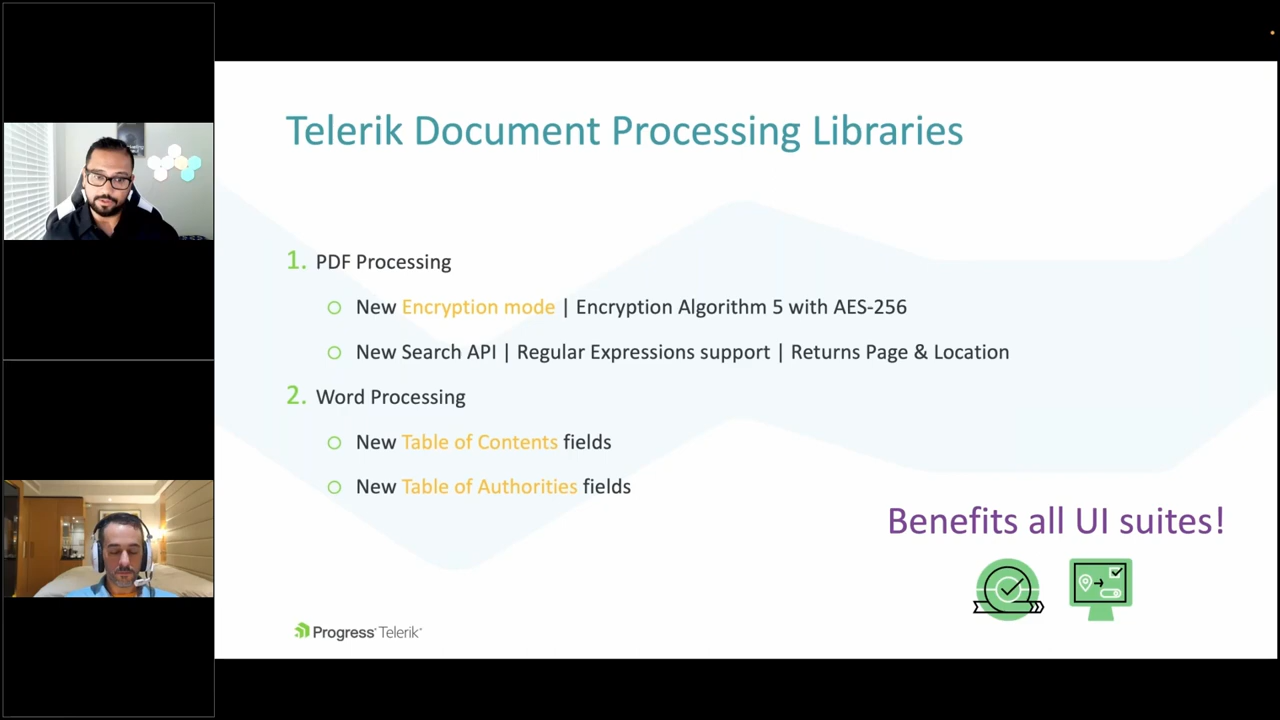 Telerik Document Processing Libraries
1. PDF Processing
New Encryption mode | Encryption Algorithm 5 with AES-256
New Search API | Regular Expressions support | Returns Page & Location
2. Word Processing
New Table of Contents fields
New Table of Authorities fields
Benefits all UI suites!
Progress Telerik